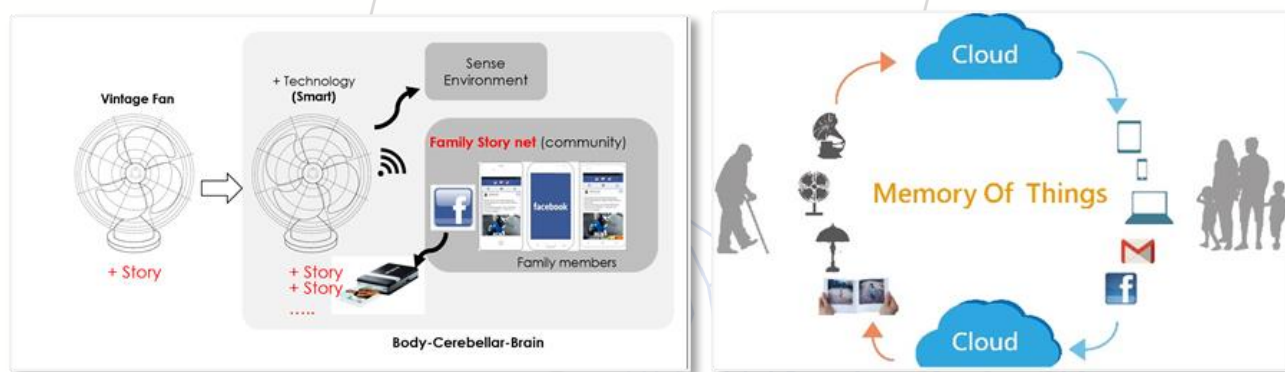 Vintage Fan
+ Story
+ Technology
(Smart)
+ Story
+ Story
.....
Sense
Environment
Family Story net (community)
facebook
Family members
Body-Cerebellar-Brain
Cloud
Memory Of Things
Cloud